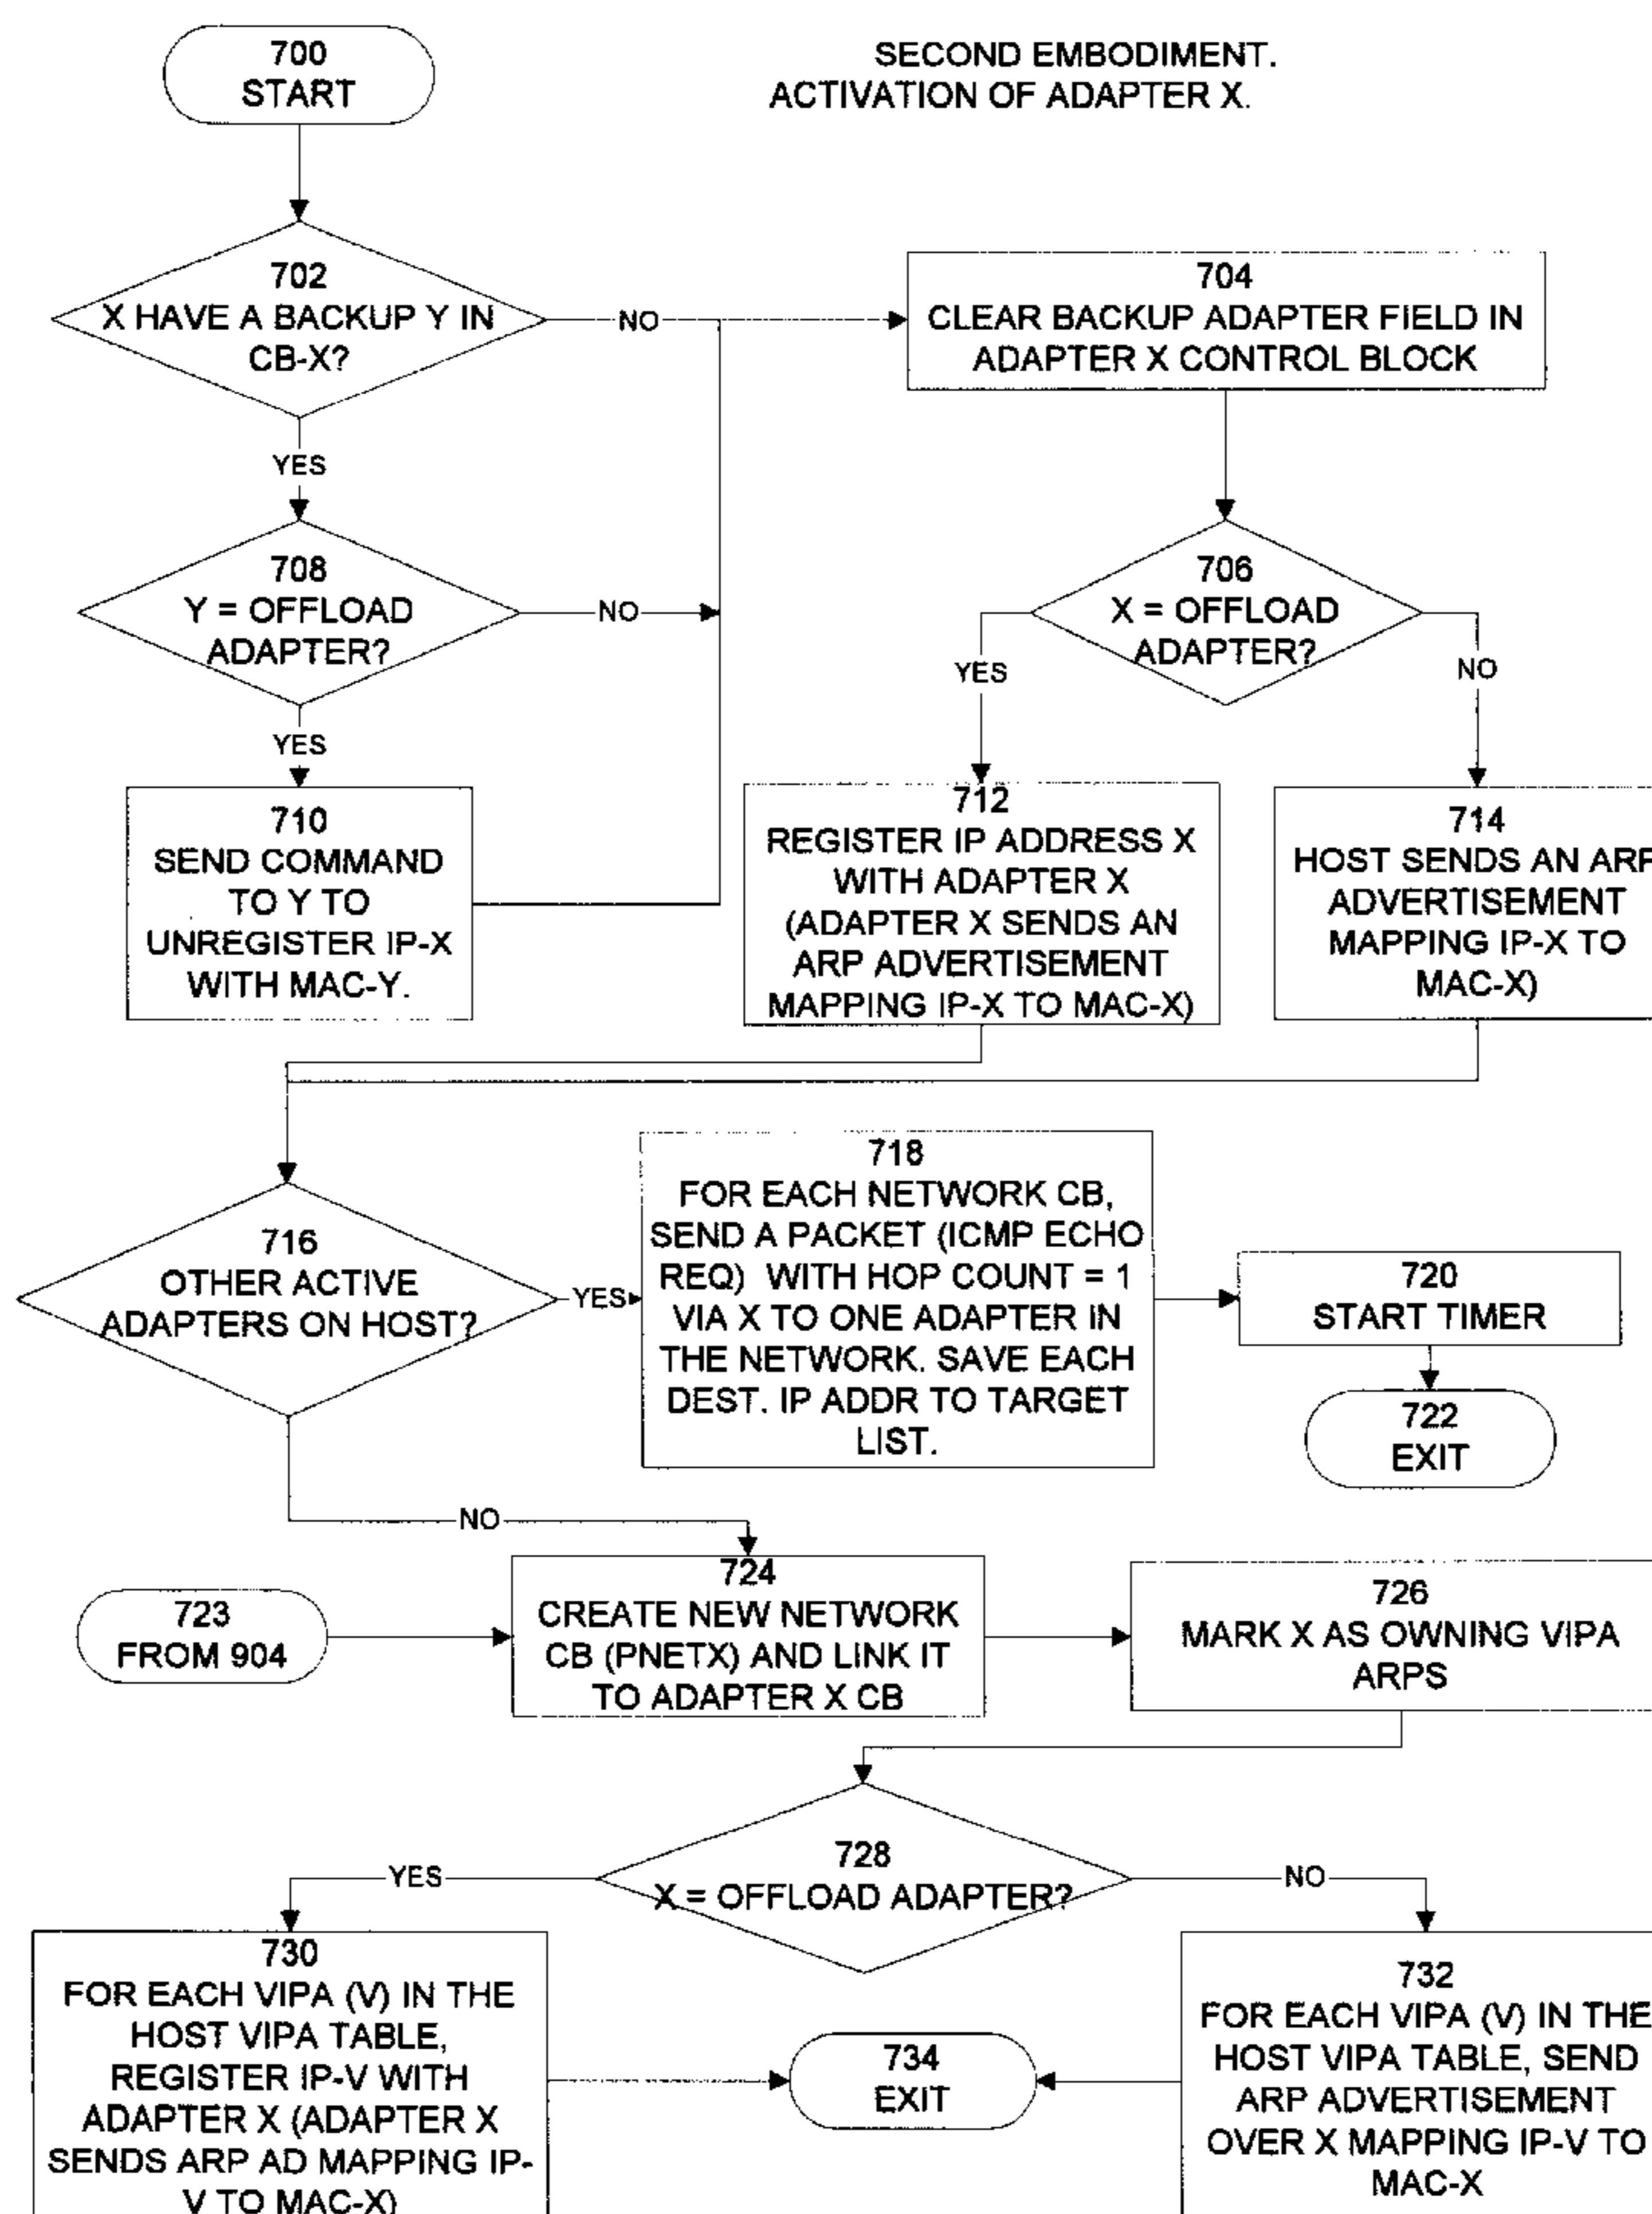 700
START
SECOND EMBODIMENT.
ACTIVATION OF ADAPTER X.
702
X HAVE A BACKUP Y IN
CB-X?
NO
704
CLEAR BACKUP ADAPTER FIELD IN
ADAPTER X CONTROL BLOCK
YES
708
Y = OFFLOAD
ADAPTER?
NO
706
X = OFFLOAD
ADAPTER?
YES
NO
YES
710
SEND COMMAND
TO Y TO
UNREGISTER IP-X
WITH MAC-Y.
712
REGISTER IP ADDRESS X
WITH ADAPTER X
(ADAPTER X SENDS AN
ARP ADVERTISEMENT
MAPPING IP-X TO MAC-X)
714
HOST SENDS AN ARP
ADVERTISEMENT
MAPPING IP-X TO
MAC-X)
716
OTHER ACTIVE
ADAPTERS ON HOST?
YES
718
FOR EACH NETWORK CB,
SEND A PACKET (ICMP ECHO
REQ) WITH HOP COUNT = 1
VIA X TO ONE ADAPTER IN
THE NETWORK. SAVE EACH
DEST. IP ADDR TO TARGET
LIST.
720
START TIMER
722
EXIT
NO
723
FROM 904
724
CREATE NEW NETWORK
CB (PNETX) AND LINK IT
TO ADAPTER X CB
726
MARK X AS OWNING VIPA
ARPS
728
X = OFFLOAD ADAPTER?
YES
NO
730
FOR EACH VIPA (V) IN THE
HOST VIPA TABLE,
REGISTER IP-V WITH
ADAPTER X (ADAPTER X
SENDS ARP AD MAPPING IP-
V TO MAC-X)
734
EXIT
732
FOR EACH VIPA (V) IN THE
HOST VIPA TABLE, SEND
ARP ADVERTISEMENT
OVER X MAPPING IP-V TO
MAC-X